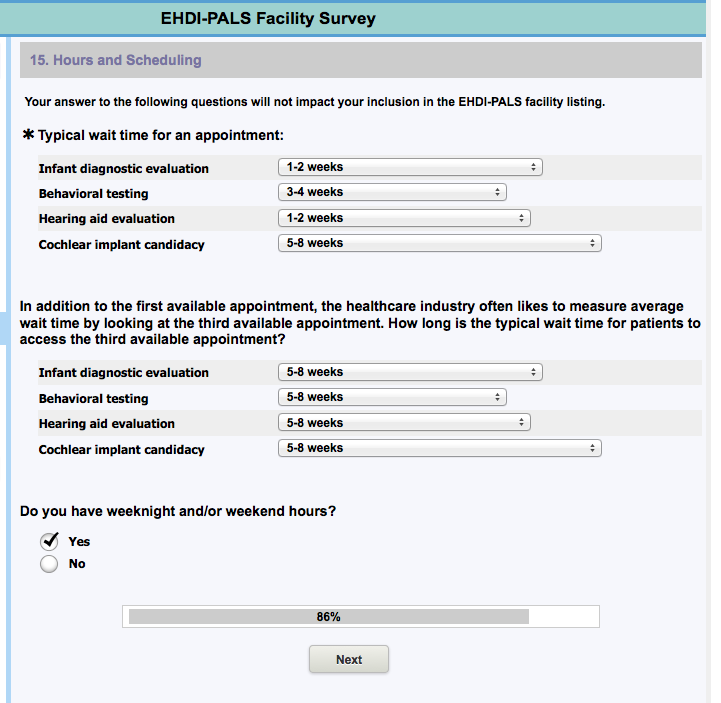 EHDI-PALS Facility Survey
15. Hours and Scheduling
Your answer to the following questions will not impact your inclusion in the EHDI-PALS facility listing.
* Typical wait time for an appointment:
Infant diagnostic evaluation 1-2 weeks
Behavioral testing 3-4 weeks
Hearing aid evaluation 1-2 weeks
Cochlear implant candidacy 5-8 weeks
In addition to the first available appointment, the healthcare industry often likes to measure average
wait time by looking at the third available appointment. How long is the typical wait time for patients to
access the third available appointment?
Infant diagnostic evaluation 5-8 weeks
Behavioral testing 5-8 weeks
Hearing aid evaluation 5-8 weeks
Cochlear implant candidacy 5-8 weeks
Do you have weeknight and/or weekend hours?
Yes
No
86%
Next